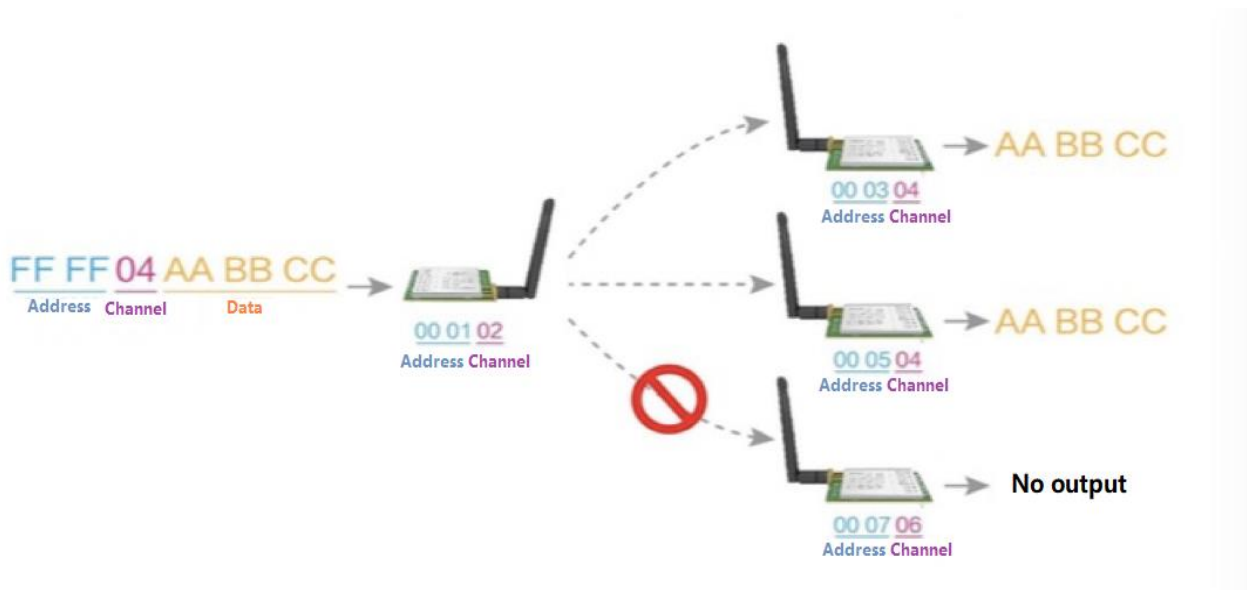 AA BB CC
00 03 04
Address Channel
FF FF 04 AA BB CC
Address Channel Data
00 01 02
Address Channel
AA BB CC
00 05 04
Address Channel
No output
00 07 06
Address Channel